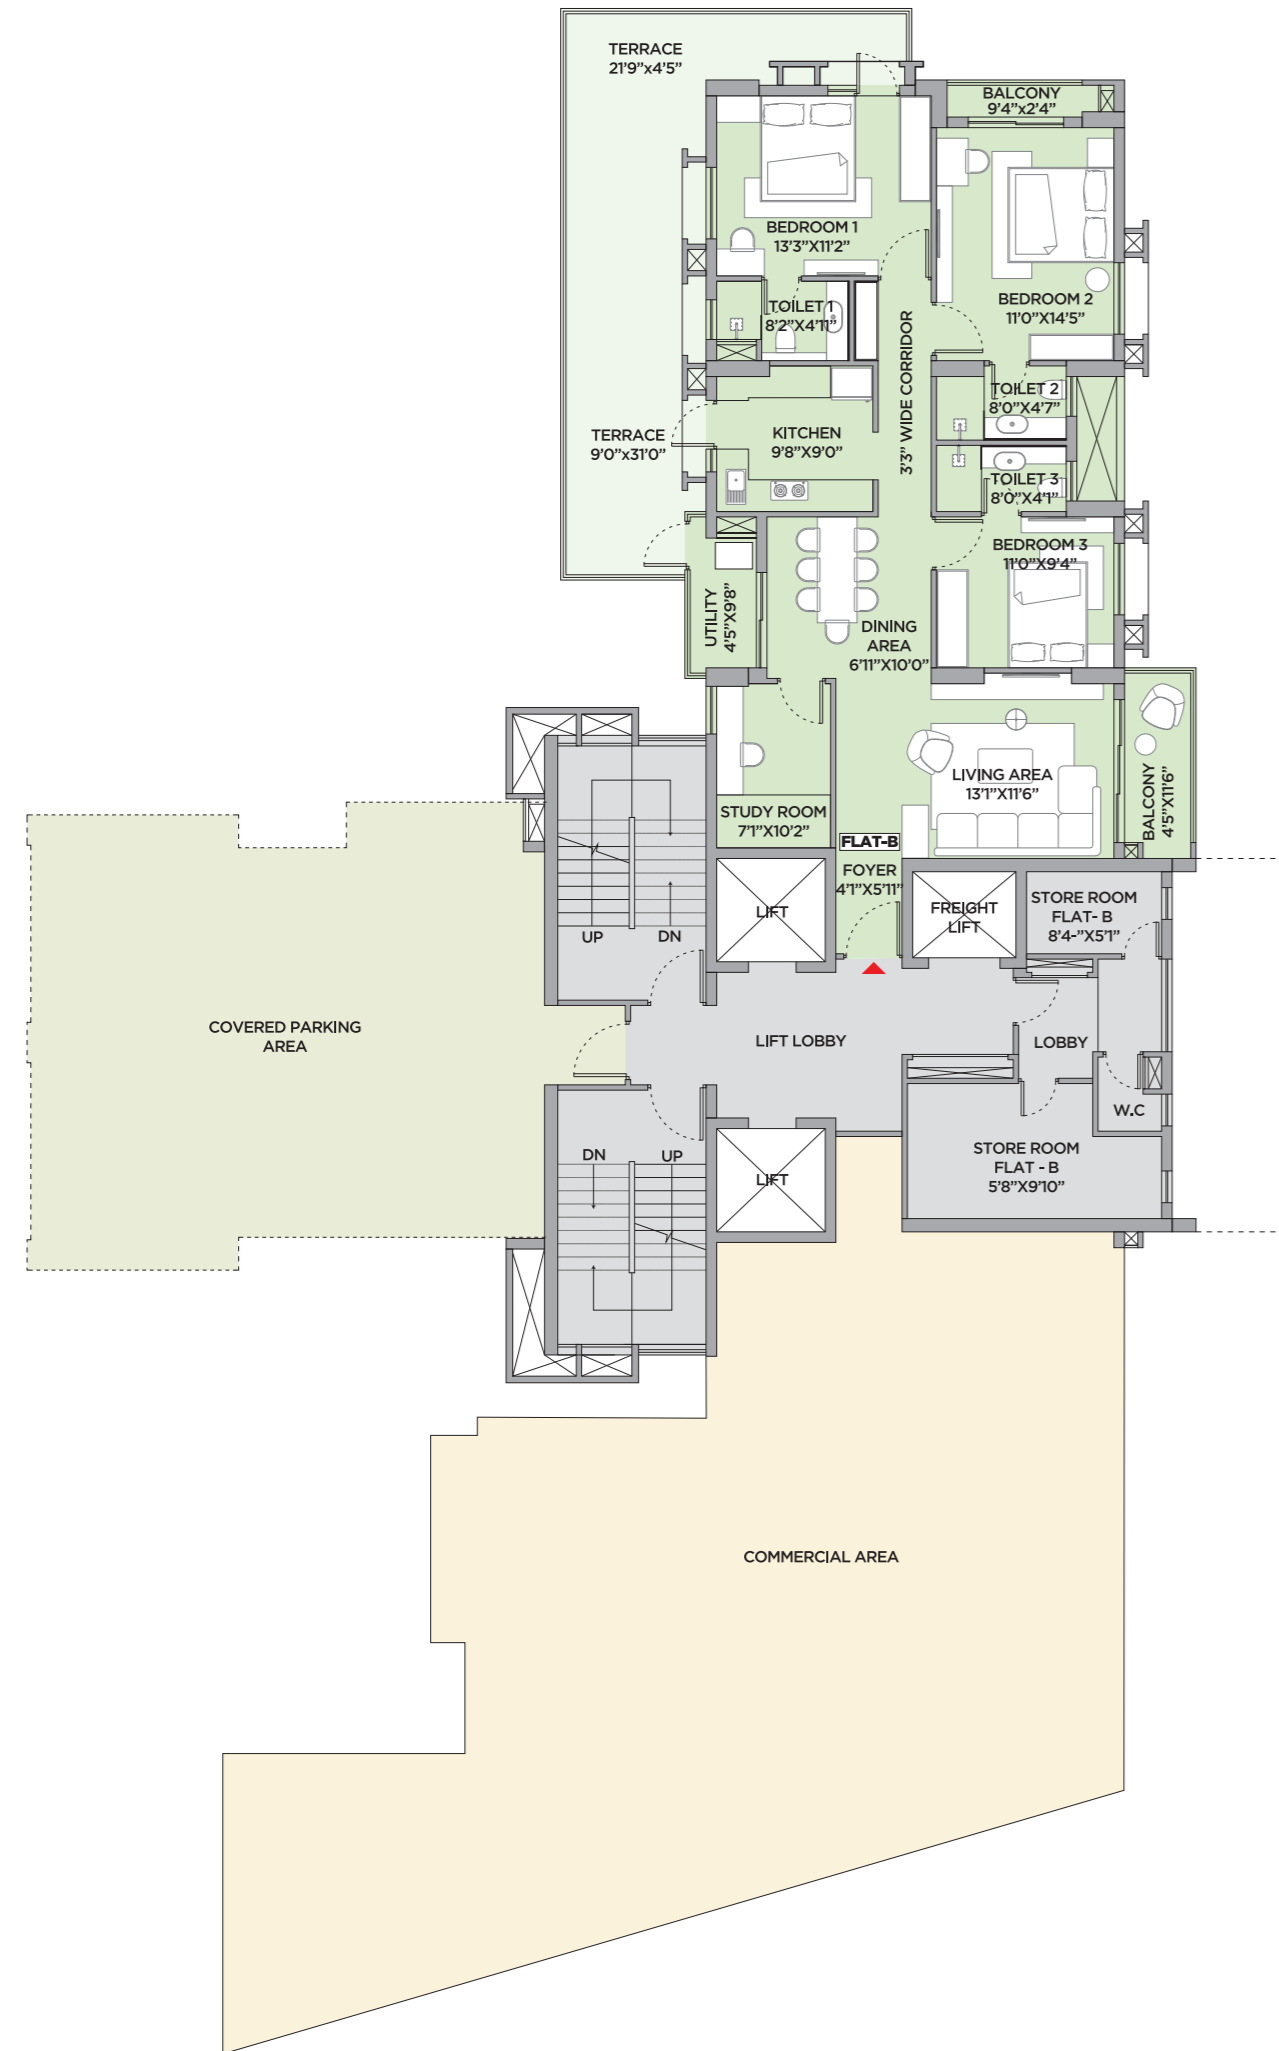 TERRACE
21'9”x4'5”
BALCONY
9'4”x2'4”
BEDROOM 1
13'3”X11'2”
BEDROOM 2
11'0”X14'5”
TOILET 1
8'2”X4'11”
3'3” WIDE CORRIDOR
TOILET 2
8'0”X4'7”
TERRACE
9'0”x31'0”
KITCHEN
9'8”X9'0”
TOILET 3
8'0”X4'1”
BEDROOM 3
11'0”X9'4”
UTILITY
4'5”X9'8”
DINING
AREA
6'11”X10'0”
LIVING AREA
13'1”X11'6”
BALCONY
4'5”X11'6”
STUDY ROOM
7'1”X10'2”
FLAT-B
FOYER
4'1”X5'11”
LIFT
FREIGHT
LIFT
STORE ROOM
FLAT- B
8'4-”X5'1”
UP
DN
COVERED PARKING
AREA
LIFT LOBBY
LOBBY
W.C
DN
UP
LIFT
STORE ROOM
FLAT - B
5'8”X9'10”
COMMERCIAL AREA